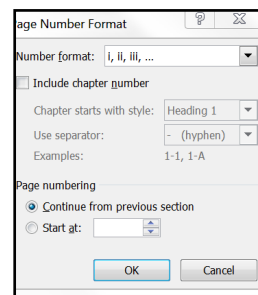 age Number Format
Number format: i, ii, iii, ...
Include chapter number
Chapter starts with style: Heading 1
Use separator: - (hyphen)
Examples: 1-1, 1-A
Page numbering
Continue from previous section
Start at:
OK Cancel